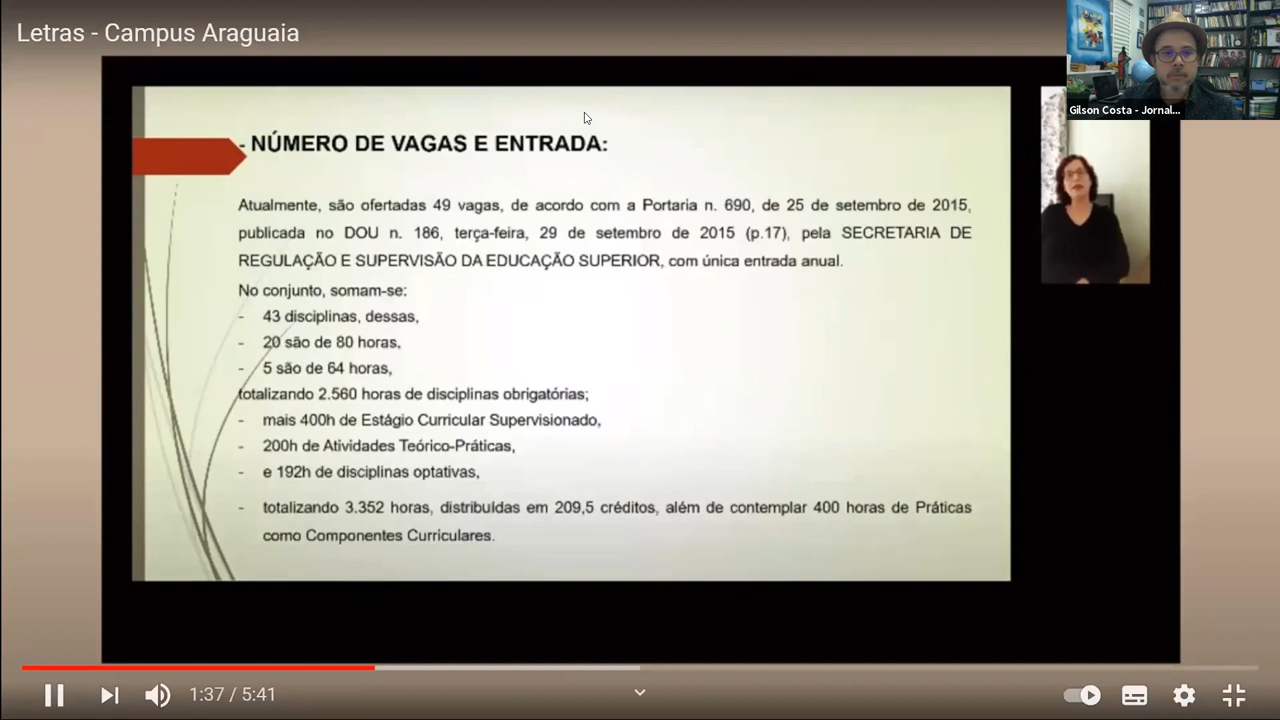 Letras - Campus Araguaia
Gilson Costa - Jornal...
- NÚMERO DE VAGAS E ENTRADA:
Atualmente, são ofertadas 49 vagas, de acordo com a Portaria n. 690, de 25 de setembro de 2015,
publicada no DOU n. 186, terça-feira, 29 de setembro de 2015 (p.17), pela SECRETARIA DE
REGULAÇÃO E SUPERVISÃO DA EDUCAÇÃO SUPERIOR, com única entrada anual.
No conjunto, somam-se:
- 43 disciplinas, dessas,
- 20 são de 80 horas,
- 5 são de 64 horas,
totalizando 2.560 horas de disciplinas obrigatórias;
- mais 400h de Estágio Curricular Supervisionado,
- 200h de Atividades Teórico-Práticas,
- e 192h de disciplinas optativas,
- totalizando 3.352 horas, distribuídas em 209,5 créditos, além de contemplar 400 horas de Práticas
como Componentes Curriculares.
1:37 / 5:41